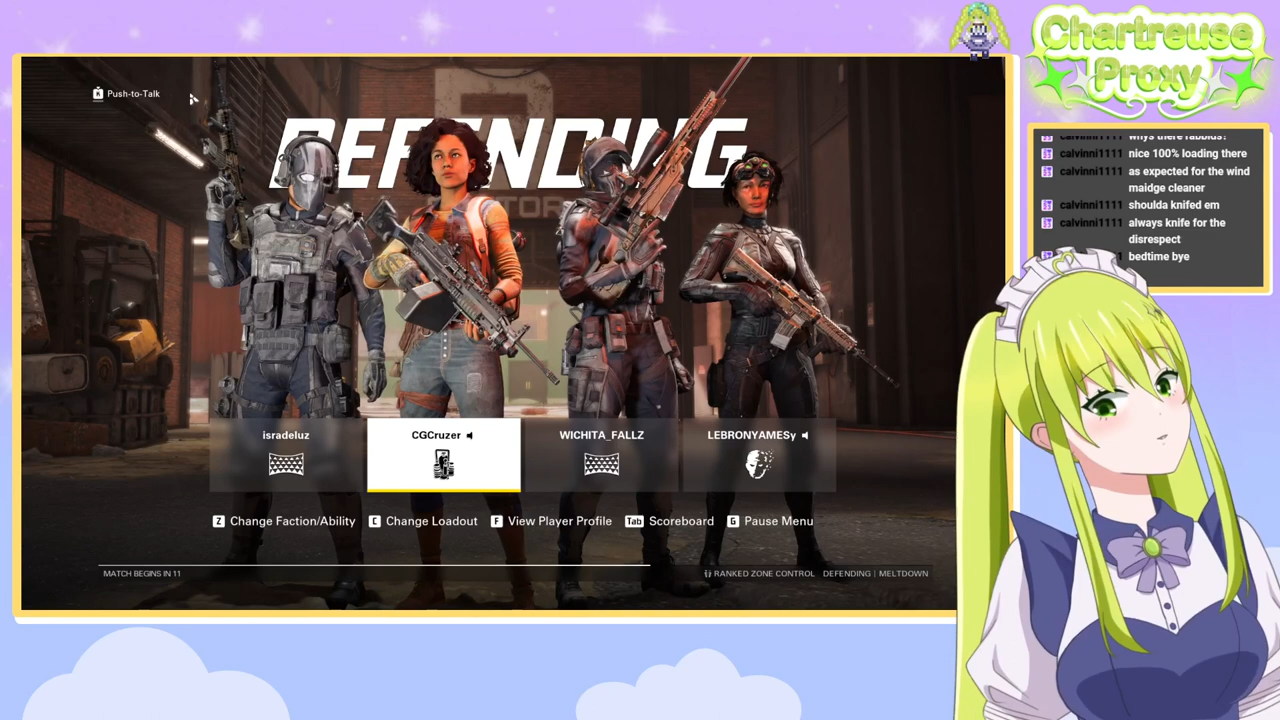 Chartreuse
Proxy
Push-to-Talk
DEFENDING
calvinni1111 whys there rabbids?
calvinni1111 nice 100% loading there
calvinni1111 as expected for the wind
maidge cleaner
calvinni1111 shoulda knifed em
calvinni1111 always knife for the
disrespect
bedtime bye
isradeluz
CGCruzer
WICHITA_FALLZ
LEBRONYAMESy
Z Change Faction/Ability
C Change Loadout
F View Player Profile
Tab Scoreboard
G Pause Menu
MATCH BEGINS IN 11
RANKED ZONE CONTROL DEFENDING | MELTDOWN